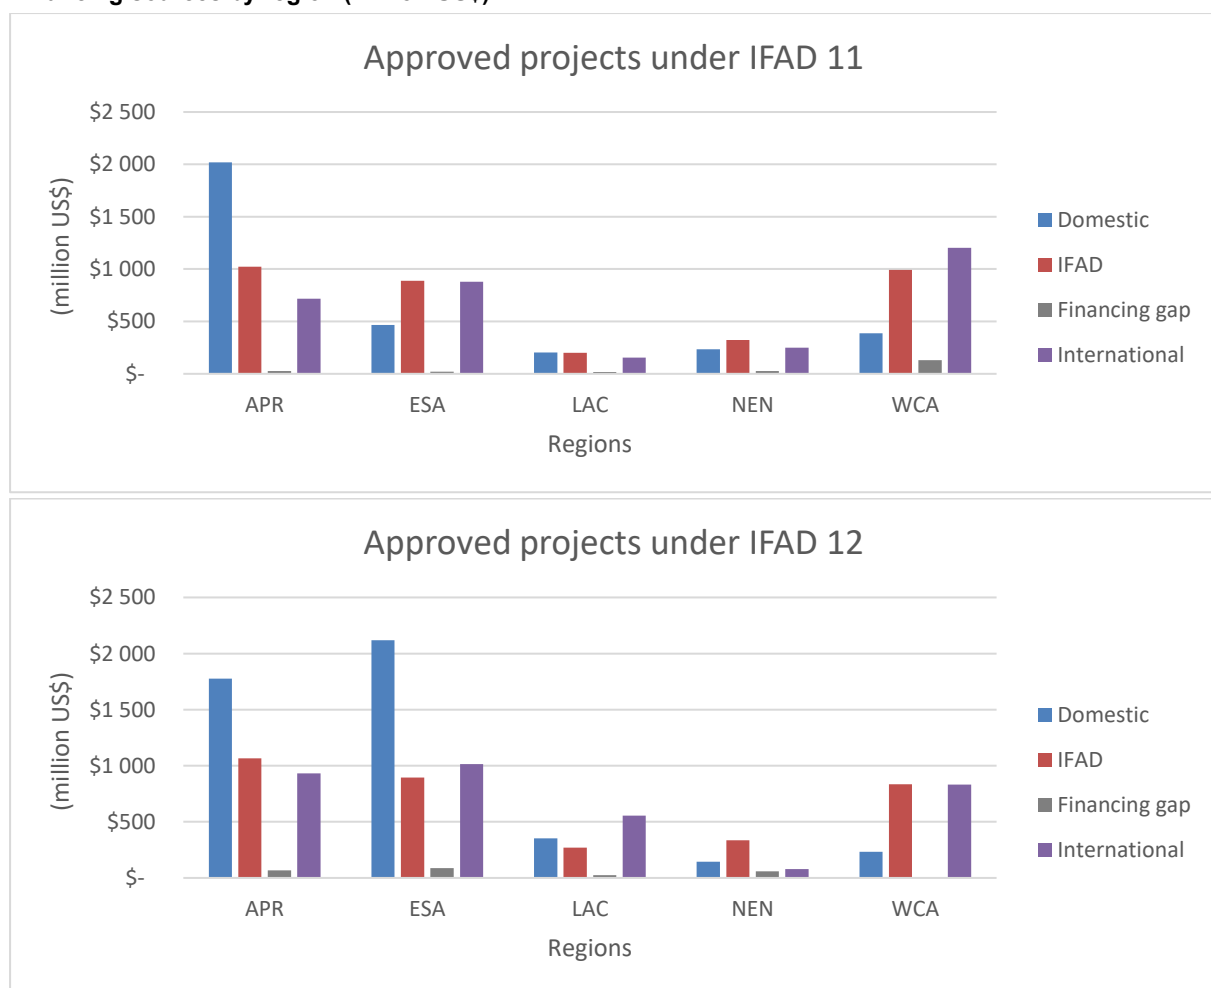 Approved projects under IFAD 11
$2 500
$2 000
$1 500
$1 000
$500
$-
(million US$)
APR ESA LAC NEN WCA
Regions
Domestic
IFAD
Financing gap
International
Approved projects under IFAD 12
$2 500
$2 000
$1 500
$1 000
$500
$-
(million US$)
APR ESA LAC NEN WCA
Regions
Domestic
IFAD
Financing gap
International